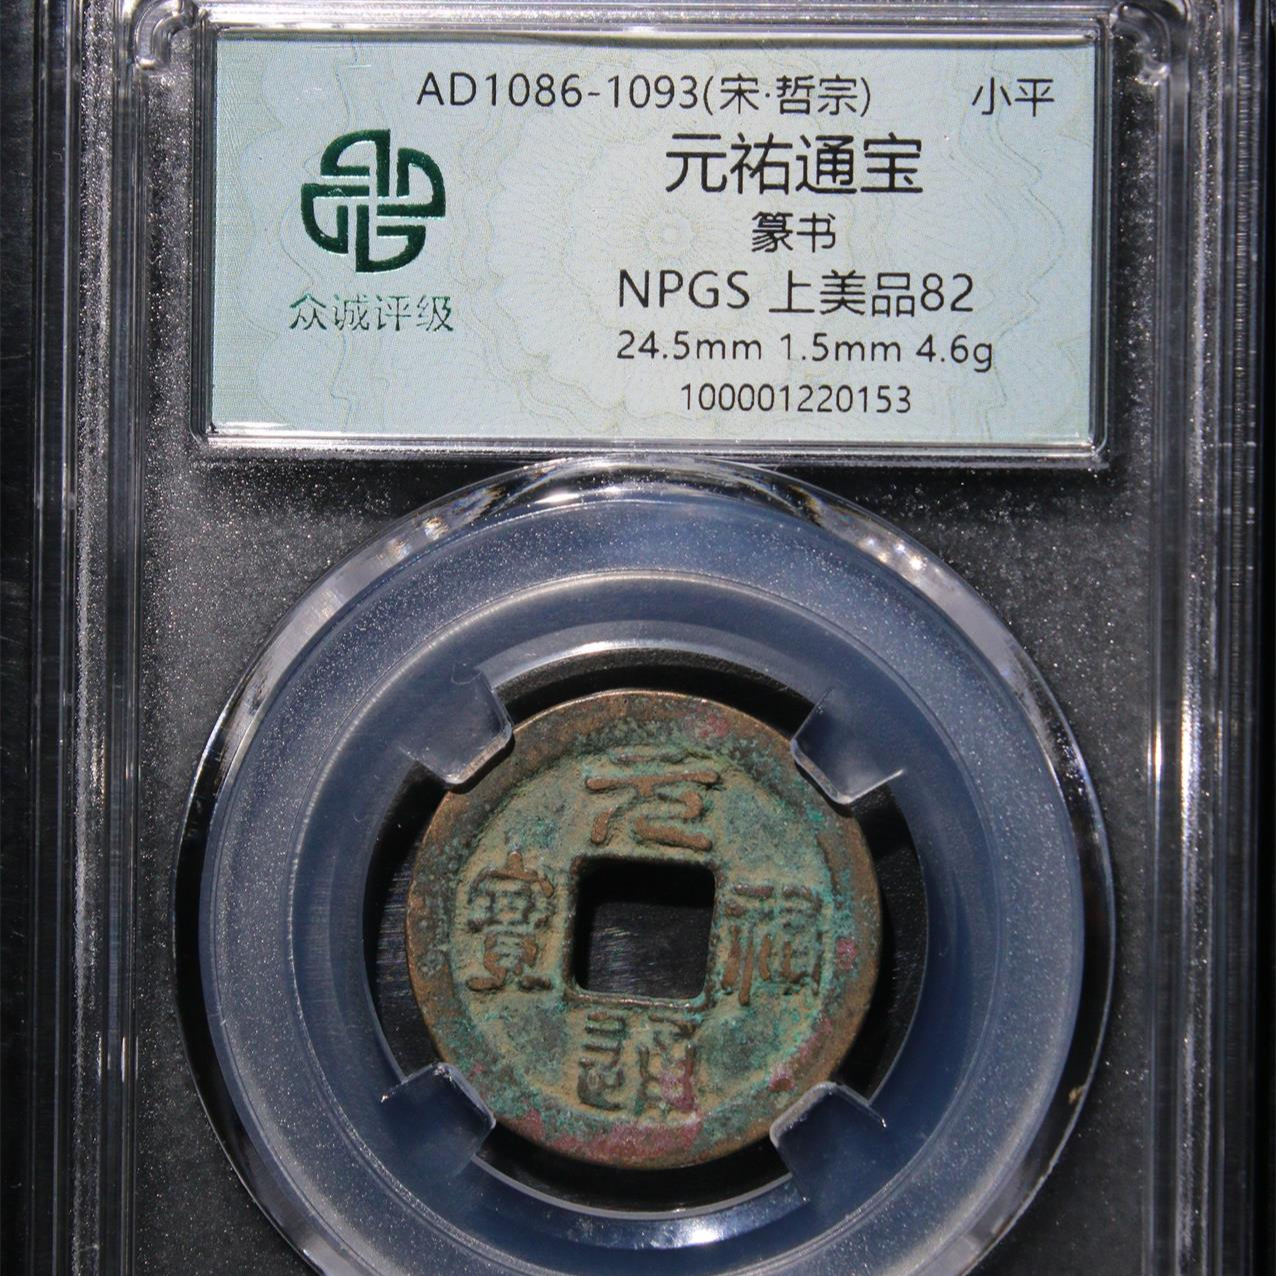 AD1086-1093(宋·哲宗) 小平
元祐通宝
篆书
NPGS 上美品82
24.5mm 1.5mm 4.6g
100001220153
众诚评级
元祐通寶